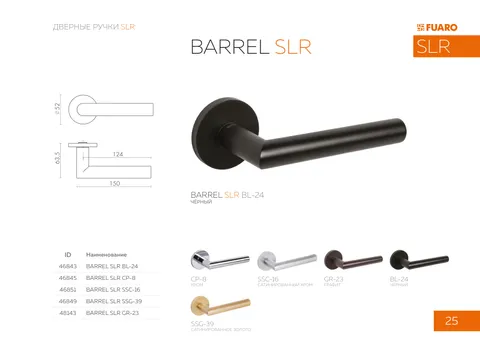 ДВЕРНЫЕ РУЧКИ SLR
BARREL SLR
FUARO
SLR
⌀52
63,5
124
130
BARREL SLR BL-24
ЧЁРНЫЙ
ID Наименование
46843 BARREL SLR BL-24
46845 BARREL SLR CP-8
46851 BARREL SLR SSC-16
46849 BARREL SLR SSG-39
48143 BARREL SLR GR-23
CP-8
ХРОМ
SSC-16
САТИНИРОВАННЫЙ ХРОМ
GR-23
ГРАФИТ
BL-24
ЧЁРНЫЙ
SSG-39
САТИНИРОВАННОЕ ЗОЛОТО
25